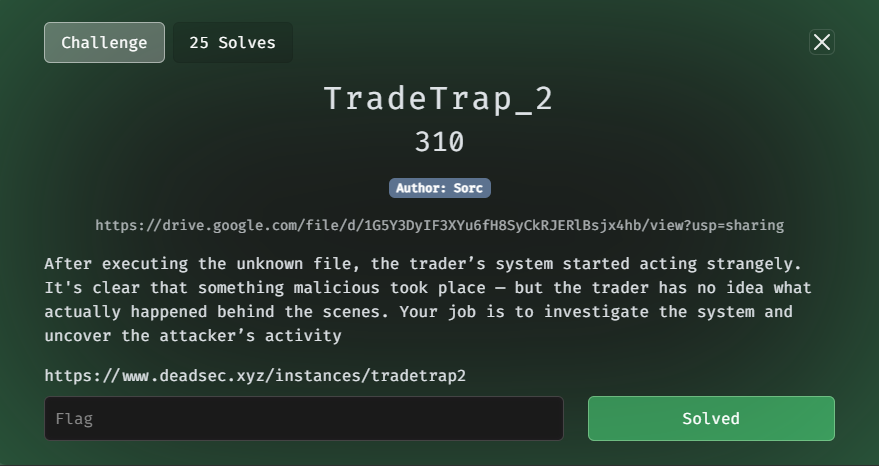 Challenge
25 Solves
TradeTrap_2
310
Author: Sorc
https://drive.google.com/file/d/1G5Y3DyIF3XYu6fH8SyCkRJERlBsjx4hb/view?usp=sharing
After executing the unknown file, the trader’s system started acting strangely.
It's clear that something malicious took place — but the trader has no idea what
actually happened behind the scenes. Your job is to investigate the system and
uncover the attacker’s activity
https://www.deadsec.xyz/instances/tradetrap2
Flag
Solved